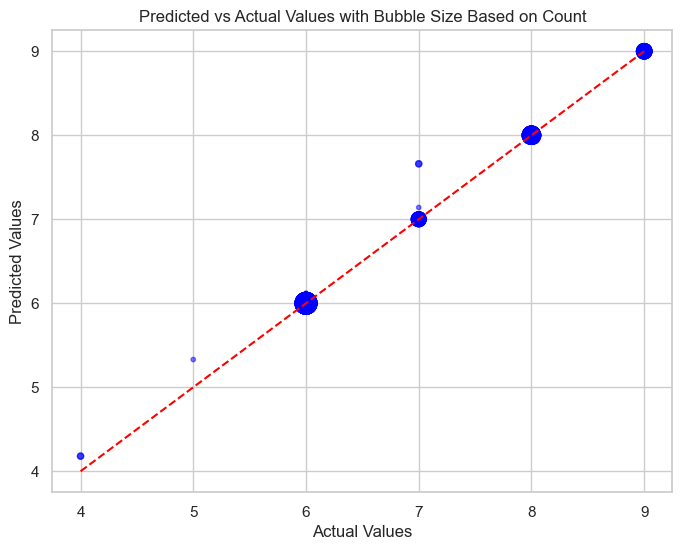 Predicted vs Actual Values with Bubble Size Based on Count
9
8
7
6
5
4
Predicted Values
4 5 6 7 8 9
Actual Values